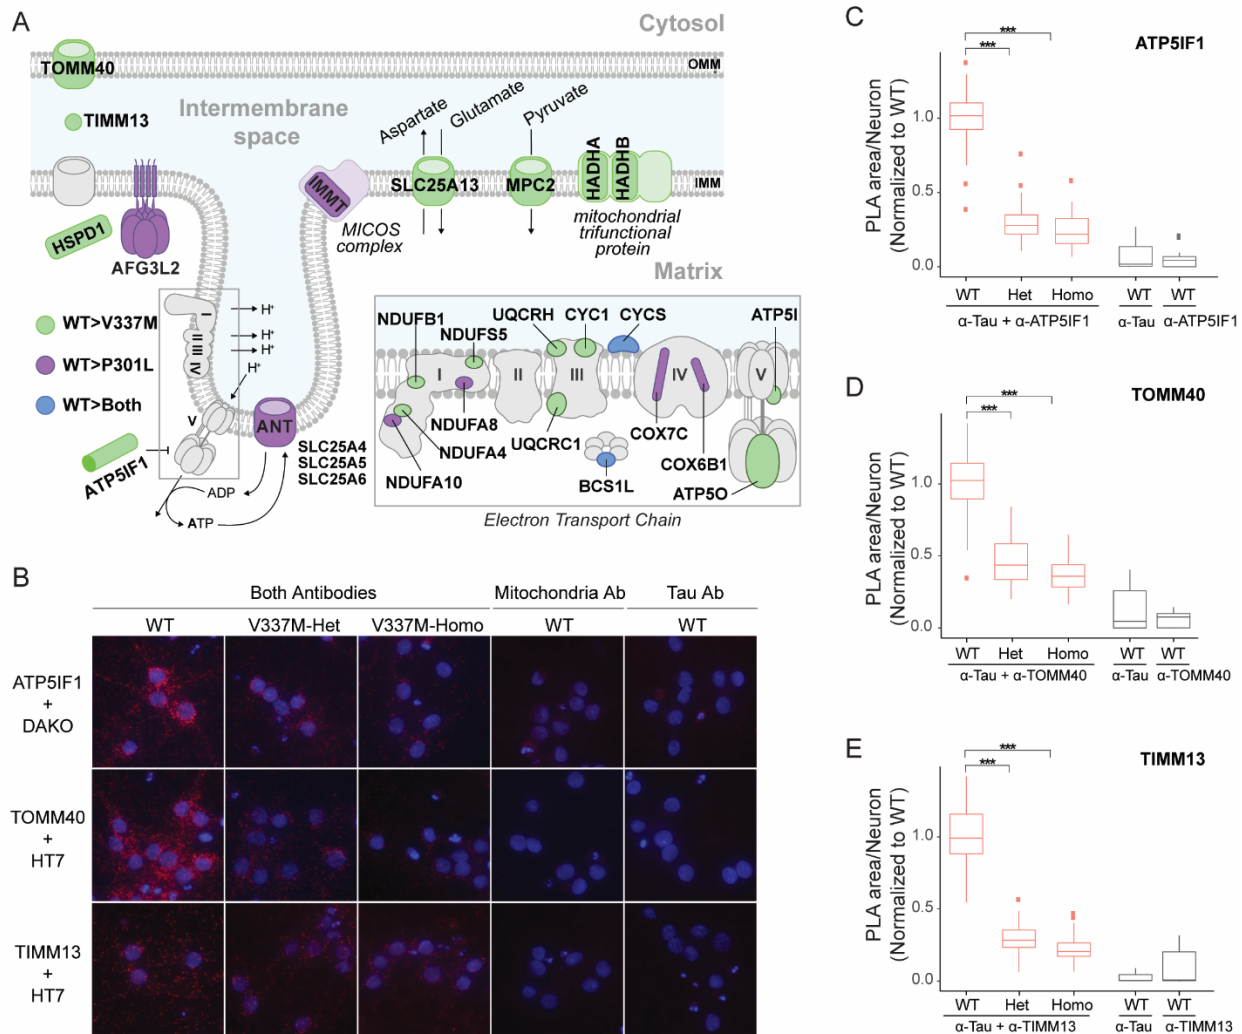 A
Cytosol
TOMM40
OMM
TIMM13
Intermembrane
space
Aspartate
Glutamate
Pyruvate
HADHA
HADHB
IMMT
SLC25A13
MPC2
IMM
HSPD1
AFG3L2
MICOS
complex
mitochondrial
trifunctional
protein
Matrix
I
II
III
IV
V
H+
H+
H+
H+
WT>V337M
WT>P301L
WT>Both
ATP5IF1
ANT
SLC25A4
SLC25A5
SLC25A6
ADP
ATP
NDUFB1
NDUFS5
UQCRH
CYC1
CYCS
ATP5I
I
II
III
IV
V
NDUFA8
NDUFA4
NDUFA10
UQCRC1
COX7C
COX6B1
BCS1L
ATP5O
Electron Transport Chain
B
Both Antibodies
Mitochondria Ab
Tau Ab
WT
V337M-Het
V337M-Homo
WT
WT
ATP5IF1
+
DAKO
TOMM40
+
HT7
TIMM13
+
HT7
C
ATP5IF1
***
***
PLA area/Neuron
(Normalized to WT)
1.0
0.5
0.0
WT
Het
Homo
WT
WT
α-Tau + α-ATP5IF1
α-Tau
α-ATP5IF1
D
TOMM40
***
***
PLA area/Neuron
(Normalized to WT)
1.0
0.5
0.0
WT
Het
Homo
WT
WT
α-Tau + α-TOMM40
α-Tau
α-TOMM40
E
TIMM13
***
***
PLA area/Neuron
(Normalized to WT)
1.0
0.5
0.0
WT
Het
Homo
WT
WT
α-Tau + α-TIMM13
α-Tau
α-TIMM13